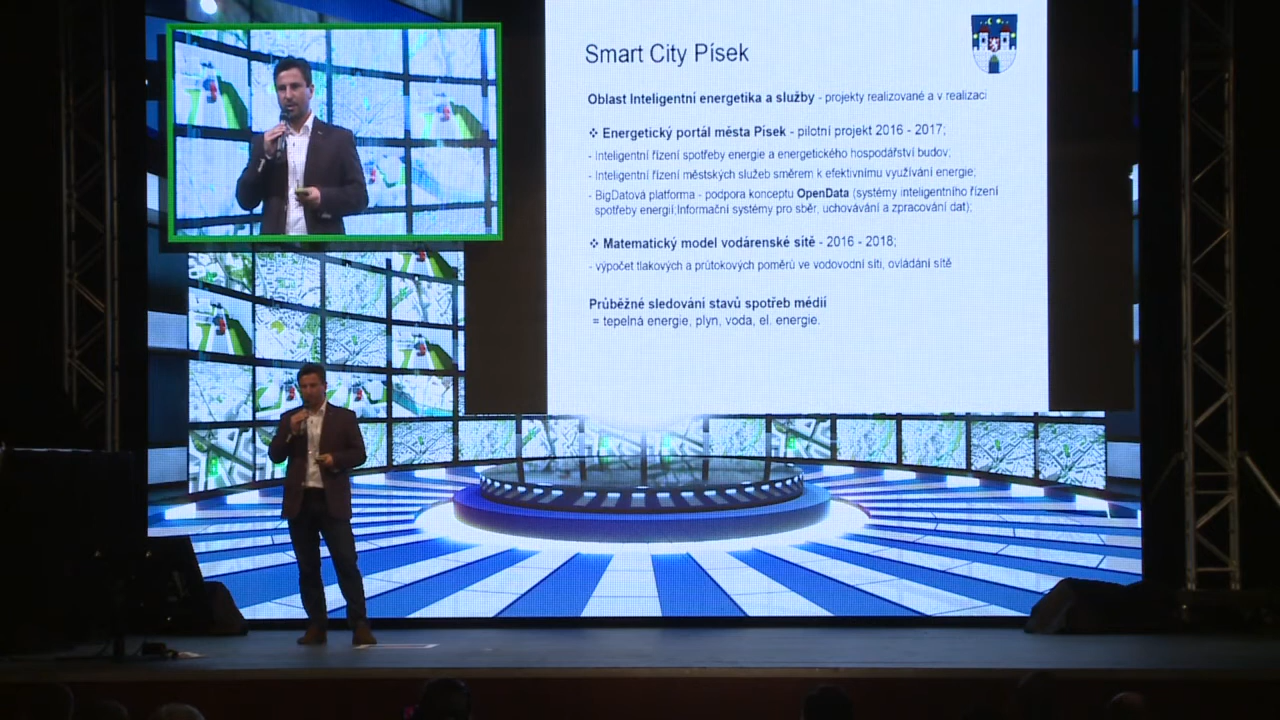 Smart City Písek
Oblast Inteligentní energetika a služby - projekty realizované a v realizaci
❖ Energetický portál města Písek - pilotní projekt 2016 - 2017;
- Inteligentní řízení spotřeby energie a energetického hospodářství budov;
- Inteligentní řízení městských služeb směrem k efektivnímu využívání energie;
- BigDatová platforma - podpora konceptu OpenData (systémy inteligentního řízení
spotřeby energií;Informační systémy pro sběr, uchovávání a zpracování dat);
❖ Matematický model vodárenské sítě - 2016 - 2018;
- výpočet tlakových a průtokových poměrů ve vodovodní síti, ovládání sítě
Průběžné sledování stavů spotřeb médií
= tepelná energie, plyn, voda, el. energie.